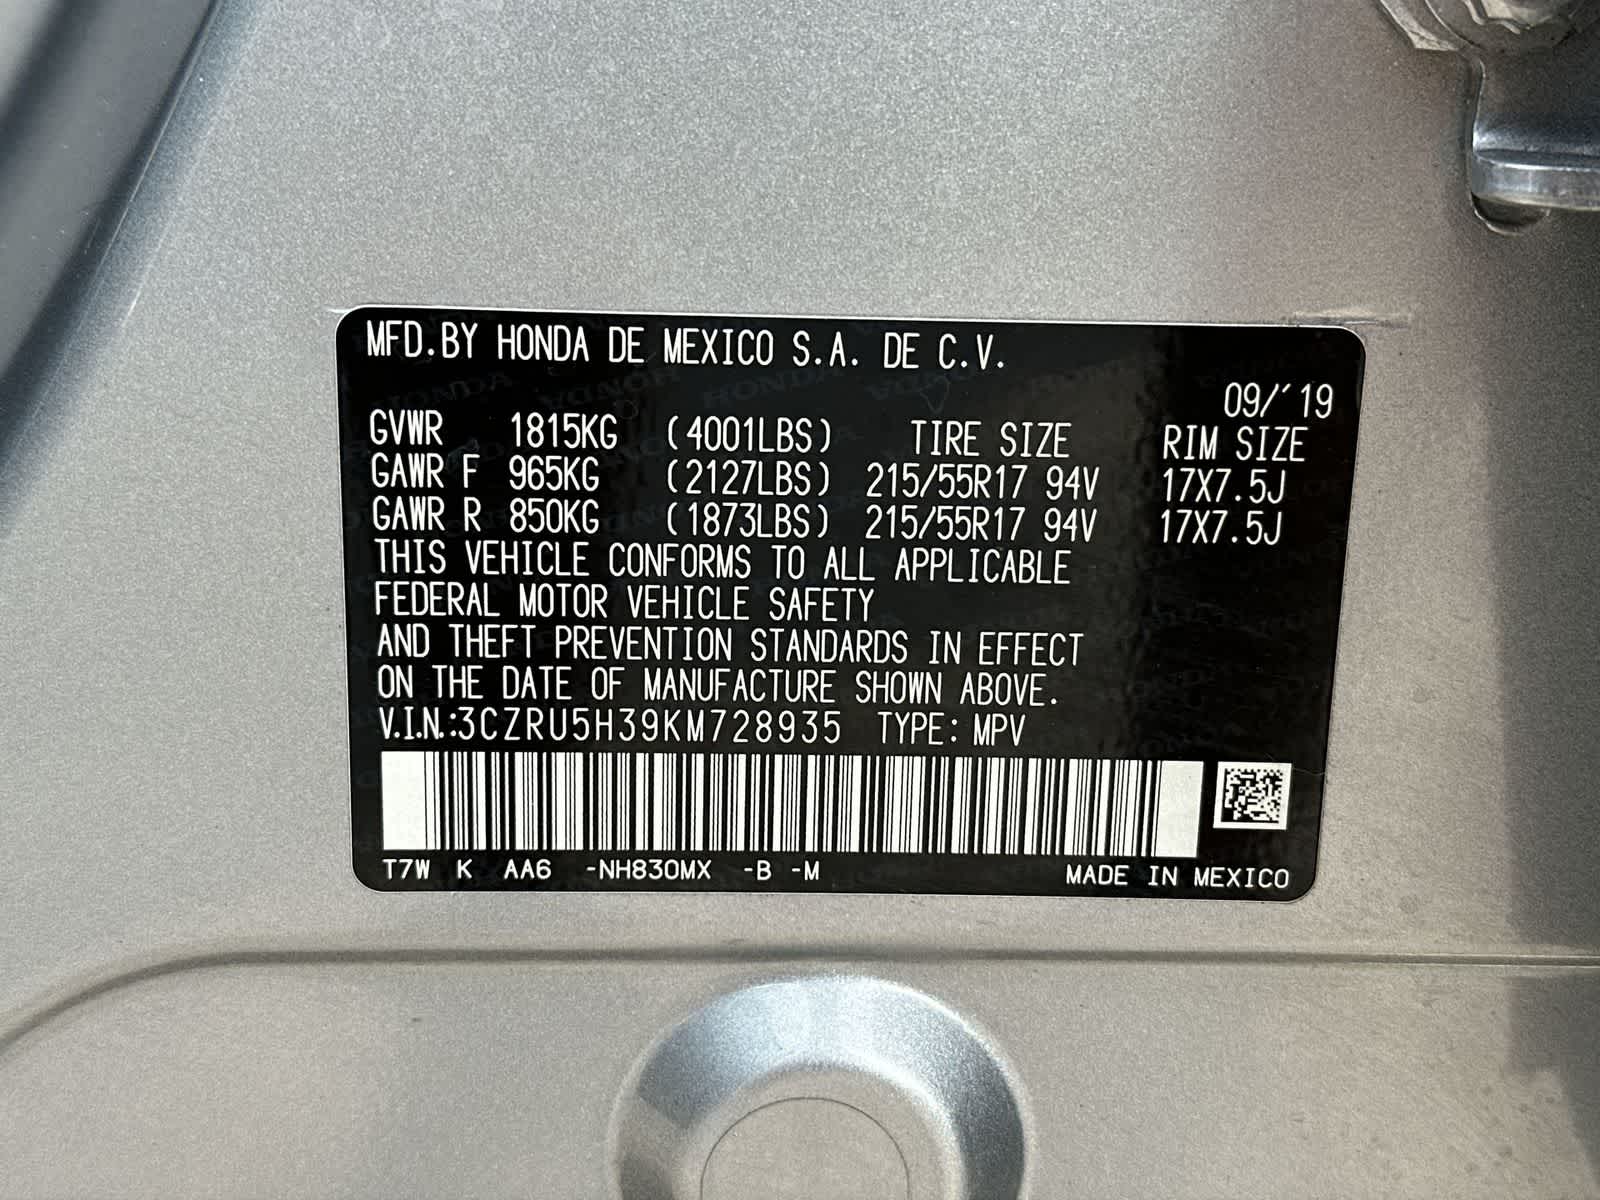 MFD.BY HONDA DE MEXICO S.A. DE C.V.
09/'19
GVWR 1815KG (4001LBS) TIRE SIZE RIM SIZE
GAWR F 965KG (2127LBS) 215/55R17 94V 17X7.5J
GAWR R 850KG (1873LBS) 215/55R17 94V 17X7.5J
THIS VEHICLE CONFORMS TO ALL APPLICABLE
FEDERAL MOTOR VEHICLE SAFETY
AND THEFT PREVENTION STANDARDS IN EFFECT
ON THE DATE OF MANUFACTURE SHOWN ABOVE.
V.I.N.:3CZRU5H39KM728935 TYPE: MPV
T7W K AA6 -NH830MX -B -M MADE IN MEXICO